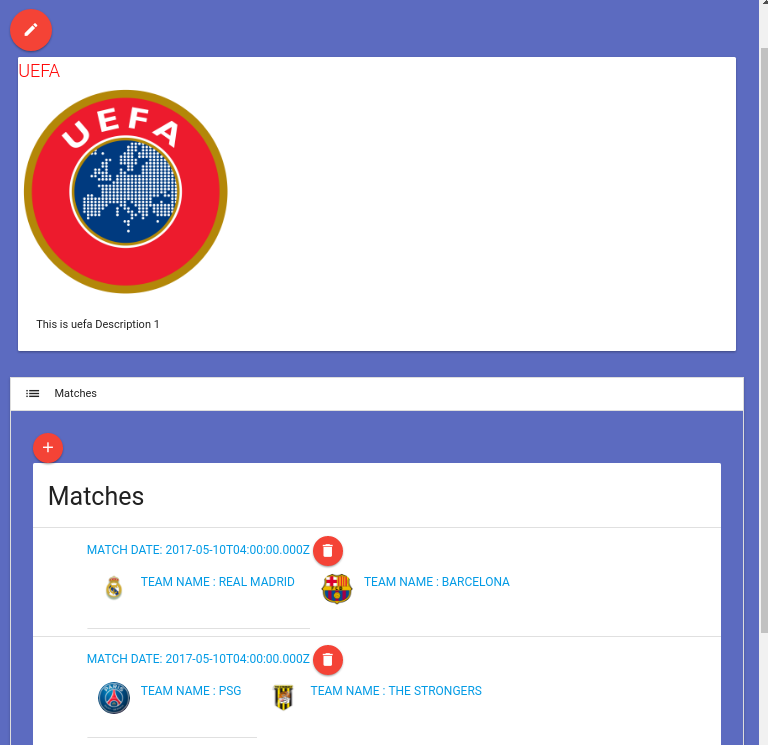 UEFA
UEFA
This is uefa Description 1
Matches
Matches
MATCH DATE: 2017-05-10T04:00:00.000Z
TEAM NAME : REAL MADRID TEAM NAME : BARCELONA
MATCH DATE: 2017-05-10T04:00:00.000Z
TEAM NAME : PSG TEAM NAME : THE STRONGERS